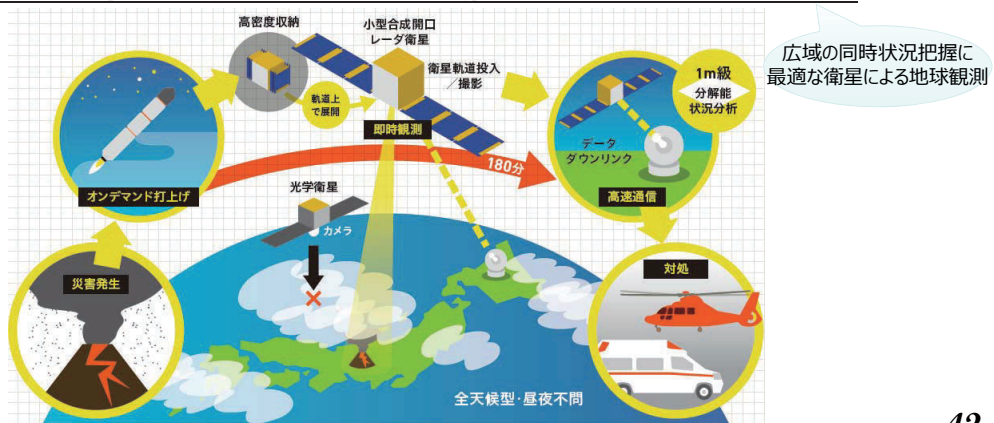 広域の同時状況把握に
最適な衛星による地球観測
高密度収納
小型合成開口
レーダ衛星
衛星軌道投入
／撮影
軌道上
で展開
即時観測
1m級
分解能
状況分析
データ
ダウンリンク
高速通信
180分
オンデマンド打上げ
光学衛星
カメラ
災害発生
対処
全天候型・昼夜不問